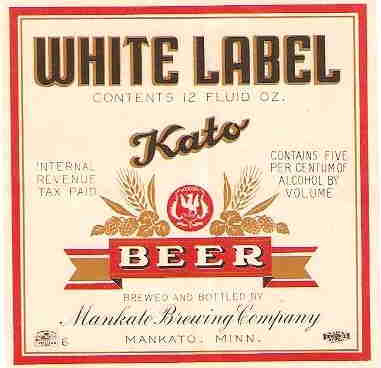 WHITE LABEL
CONTENTS 12 FLUID OZ.
Kato
INTERNAL
REVENUE
TAX PAID
CONTAINS FIVE
PER CENTUM OF
ALCOHOL BY
VOLUME
BEER
BREWED AND BOTTLED BY
Mankato Brewing Company
MANKATO, MINN.
6